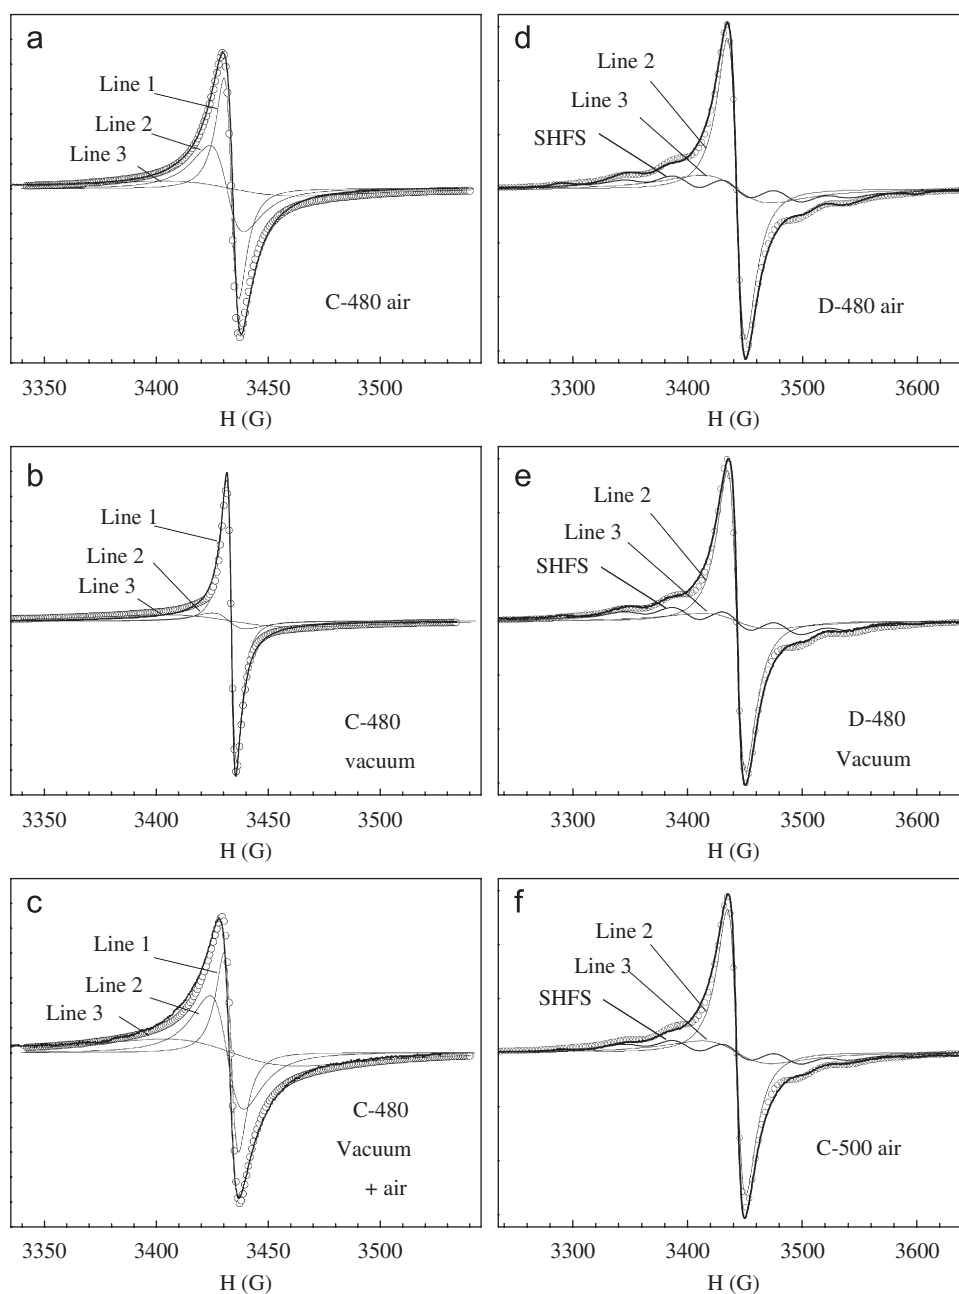 a
Line 1
Line 2
Line 3
C-480 air
3350 3400 3450 3500
H (G)
d
Line 2
Line 3
SHFS
D-480 air
3300 3400 3500 3600
H (G)
b
Line 1
Line 2
Line 3
C-480
vacuum
3350 3400 3450 3500
H (G)
e
Line 2
Line 3
SHFS
D-480
Vacuum
3300 3400 3500 3600
H (G)
c
Line 1
Line 2
Line 3
C-480
Vacuum
+ air
3350 3400 3450 3500
H (G)
f
Line 2
Line 3
SHFS
C-500 air
3300 3400 3500 3600
H (G)